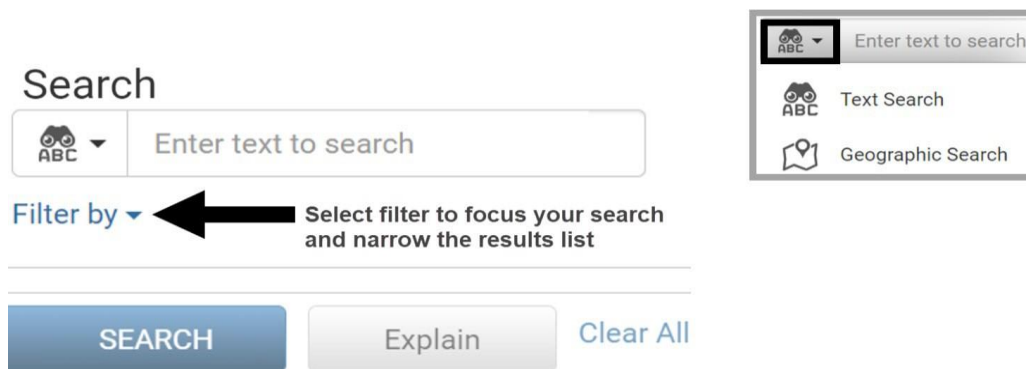 Search
ABC Enter text to search
Filter by
Select filter to focus your search
and narrow the results list
SEARCH Explain Clear All
ABC Enter text to search
ABC Text Search
Geographic Search